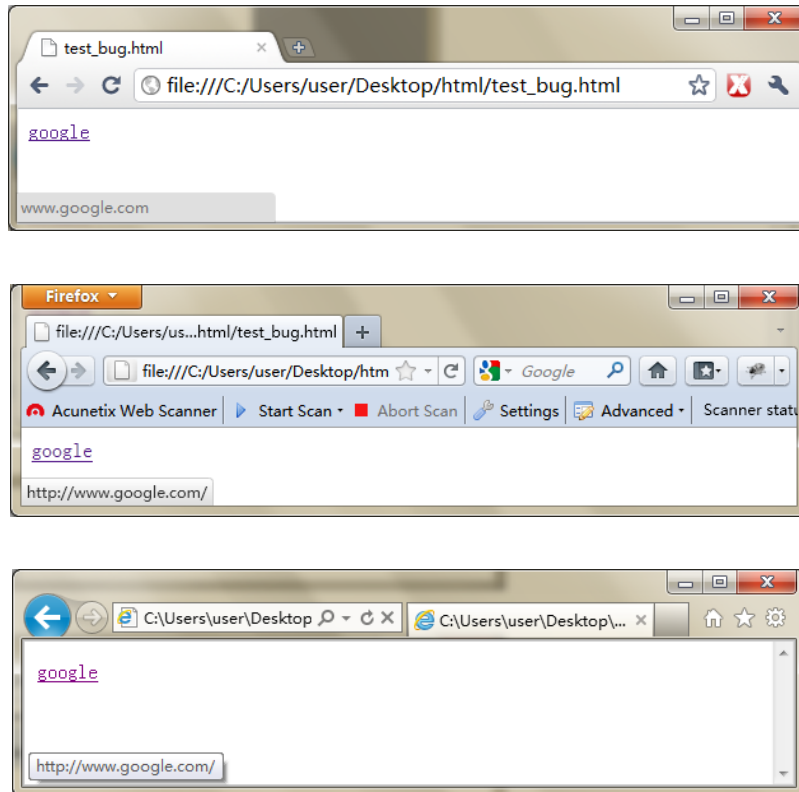 test_bug.html
file:///C:/Users/user/Desktop/html/test_bug.html
google
www.google.com
Firefox
file:///C:/Users/us...html/test_bug.html
file:///C:/Users/user/Desktop/htm Google
Acunetix Web Scanner Start Scan Abort Scan Settings Advanced Scanner statu
google
http://www.google.com/
C:\Users\user\Desktop C:\Users\user\Desktop\...
google
http://www.google.com/